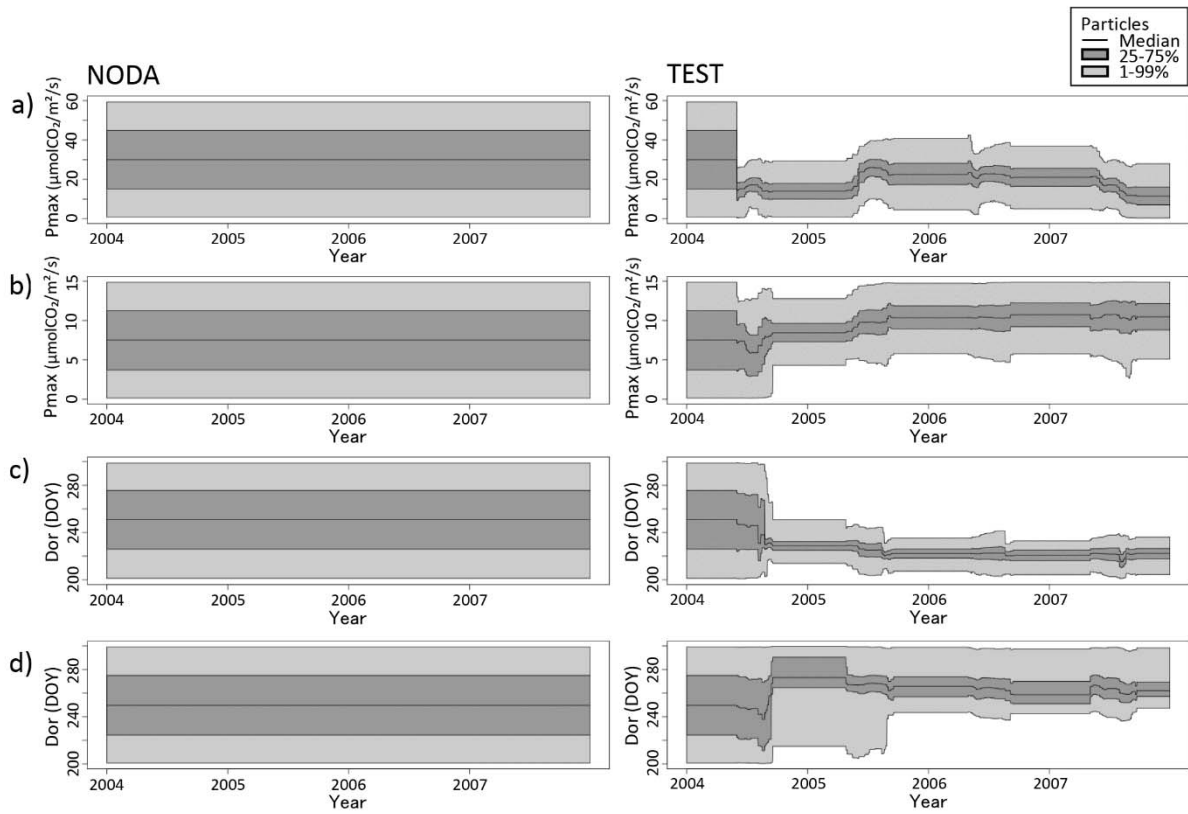 Particles
Median
25-75%
1-99%
NODA
TEST
a)
Pmax (μmolCO₂/m²/s)
0 20 40 60
2004 2005 2006 2007
Year
Pmax (μmolCO₂/m²/s)
0 20 40 60
2004 2005 2006 2007
Year
b)
Pmax (μmolCO₂/m²/s)
0 5 10 15
2004 2005 2006 2007
Year
Pmax (μmolCO₂/m²/s)
0 5 10 15
2004 2005 2006 2007
Year
c)
Dor (DOY)
200 240 280
2004 2005 2006 2007
Year
Dor (DOY)
200 240 280
2004 2005 2006 2007
Year
d)
Dor (DOY)
200 240 280
2004 2005 2006 2007
Year
Dor (DOY)
200 240 280
2004 2005 2006 2007
Year